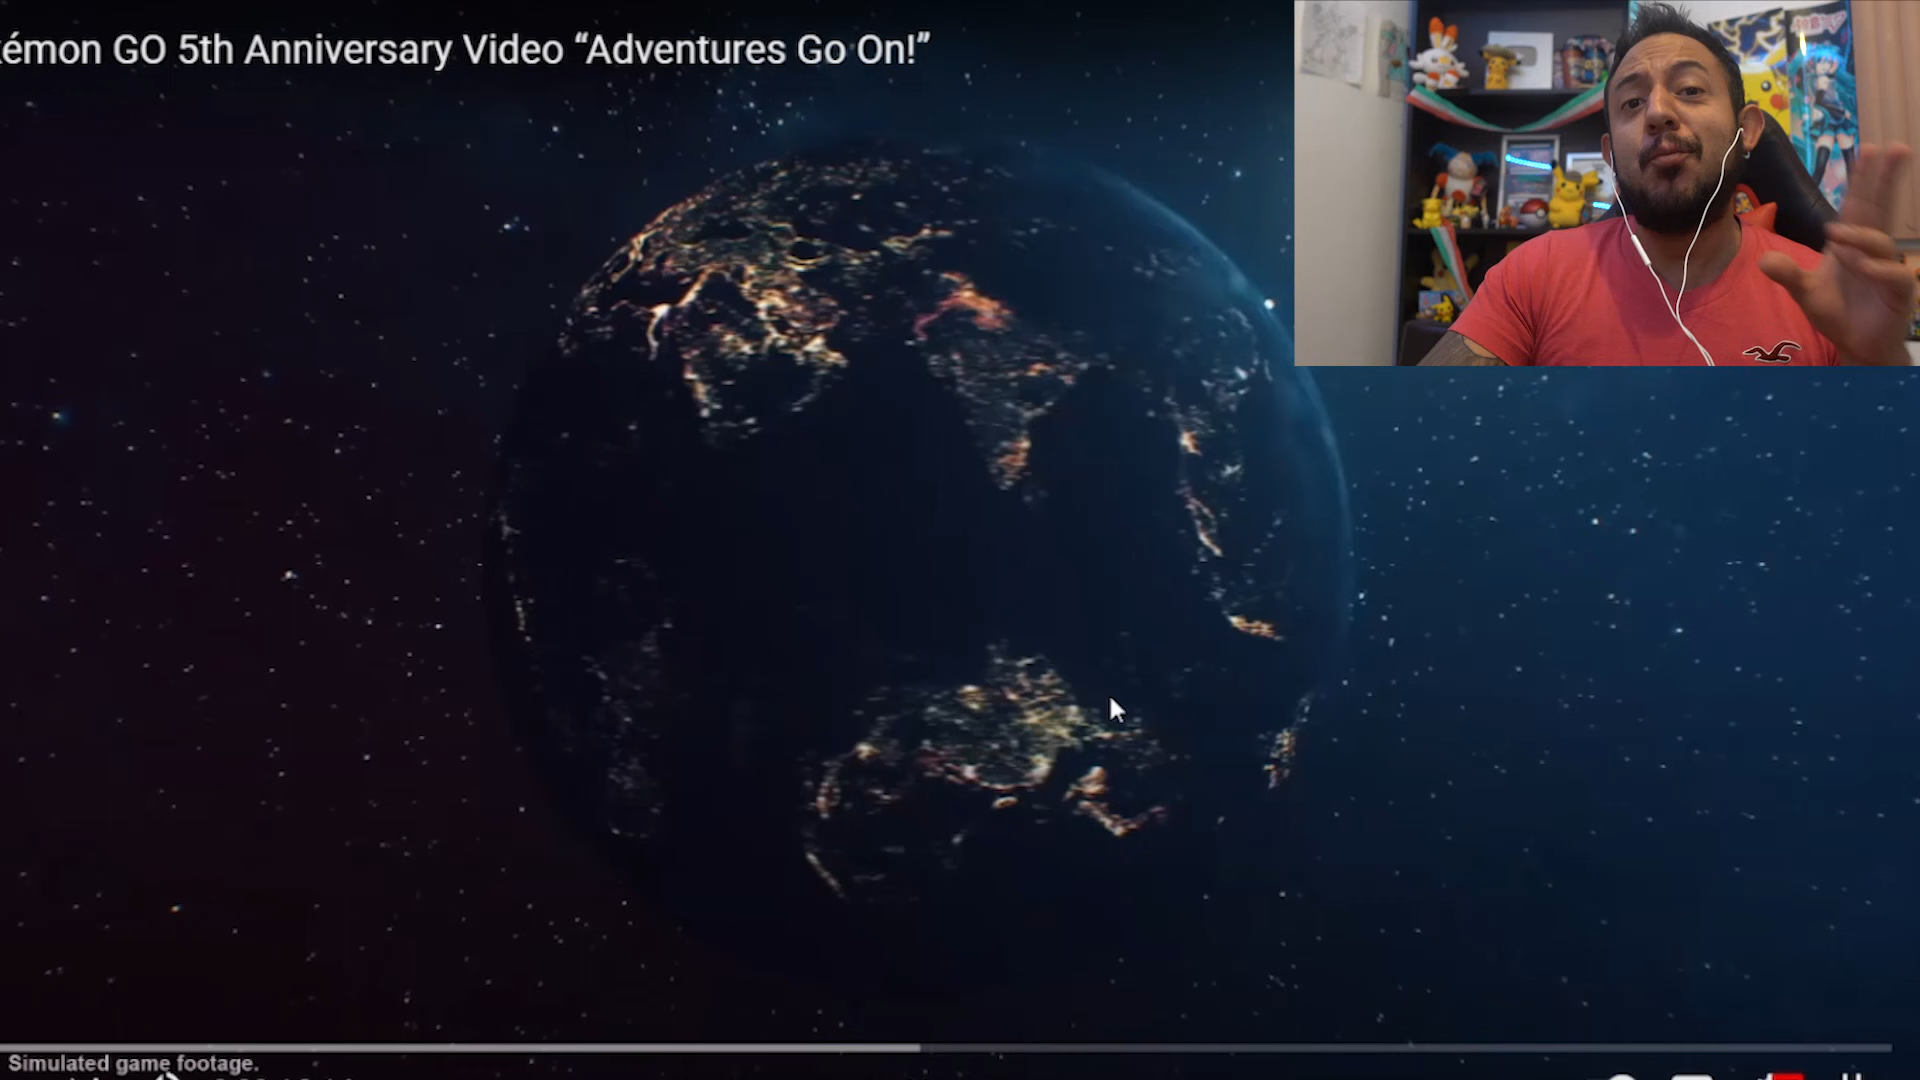 émon GO 5th Anniversary Video “Adventures Go On!”
Simulated game footage.